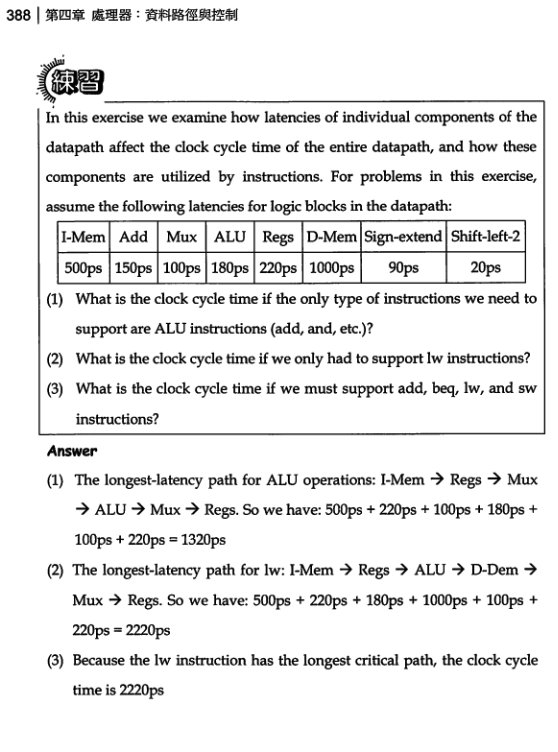 388 | 第四章 處理器：資料路徑與控制
練習
In this exercise we examine how latencies of individual components of the
datapath affect the clock cycle time of the entire datapath, and how these
components are utilized by instructions. For problems in this exercise,
assume the following latencies for logic blocks in the datapath:
I-Mem Add Mux ALU Regs D-Mem Sign-extend Shift-left-2
500ps 150ps 100ps 180ps 220ps 1000ps 90ps 20ps
(1) What is the clock cycle time if the only type of instructions we need to
support are ALU instructions (add, and, etc.)?
(2) What is the clock cycle time if we only had to support lw instructions?
(3) What is the clock cycle time if we must support add, beq, lw, and sw
instructions?
Answer
(1) The longest-latency path for ALU operations: I-Mem → Regs → Mux
→ ALU → Mux → Regs. So we have: 500ps + 220ps + 100ps + 180ps +
100ps + 220ps = 1320ps
(2) The longest-latency path for lw: I-Mem → Regs → ALU → D-Dem →
Mux → Regs. So we have: 500ps + 220ps + 180ps + 1000ps + 100ps +
220ps = 2220ps
(3) Because the lw instruction has the longest critical path, the clock cycle
time is 2220ps